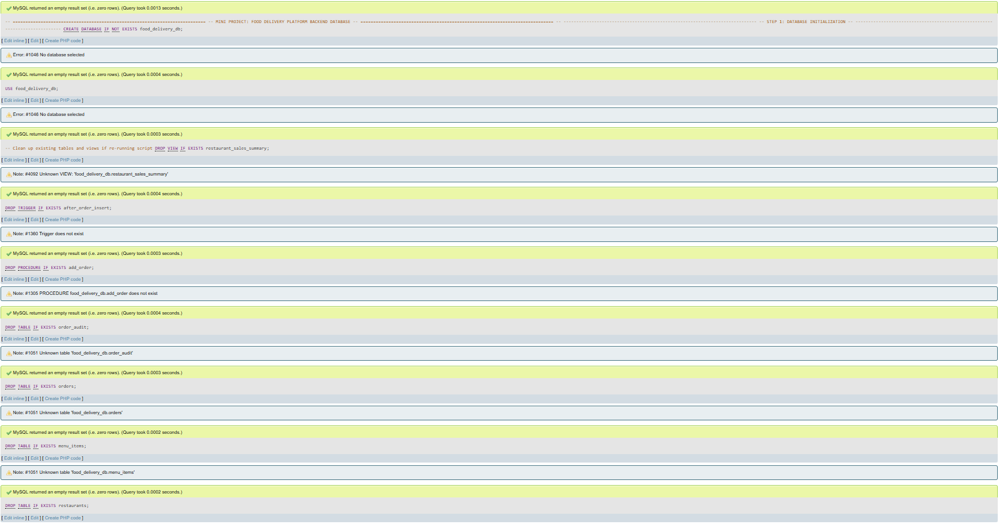 MySQL returned an empty result set (i.e. zero rows). (Query took 0.0013 seconds.)
-- ============================================================================ -- MINI PROJECT: FOOD DELIVERY PLATFORM BACKEND DATABASE -- ============================================================================ -- ---------------------------------------------------------------------------- -- STEP 1: DATABASE INITIALIZATION -- ------------------------------------------------------
---------------------- CREATE DATABASE IF NOT EXISTS food_delivery_db;
[ Edit inline ] [ Edit ] [ Create PHP code ]
Error: #1046 No database selected
MySQL returned an empty result set (i.e. zero rows). (Query took 0.0004 seconds.)
USE food_delivery_db;
[ Edit inline ] [ Edit ] [ Create PHP code ]
Error: #1046 No database selected
MySQL returned an empty result set (i.e. zero rows). (Query took 0.0003 seconds.)
-- Clean up existing tables and views if re-running script DROP VIEW IF EXISTS restaurant_sales_summary;
[ Edit inline ] [ Edit ] [ Create PHP code ]
Note: #4092 Unknown VIEW: 'food_delivery_db.restaurant_sales_summary'
MySQL returned an empty result set (i.e. zero rows). (Query took 0.0004 seconds.)
DROP TRIGGER IF EXISTS after_order_insert;
[ Edit inline ] [ Edit ] [ Create PHP code ]
Note: #1360 Trigger does not exist
MySQL returned an empty result set (i.e. zero rows). (Query took 0.0003 seconds.)
DROP PROCEDURE IF EXISTS add_order;
[ Edit inline ] [ Edit ] [ Create PHP code ]
Note: #1305 PROCEDURE food_delivery_db.add_order does not exist
MySQL returned an empty result set (i.e. zero rows). (Query took 0.0004 seconds.)
DROP TABLE IF EXISTS order_audit;
[ Edit inline ] [ Edit ] [ Create PHP code ]
Note: #1051 Unknown table 'food_delivery_db.order_audit'
MySQL returned an empty result set (i.e. zero rows). (Query took 0.0003 seconds.)
DROP TABLE IF EXISTS orders;
[ Edit inline ] [ Edit ] [ Create PHP code ]
Note: #1051 Unknown table 'food_delivery_db.orders'
MySQL returned an empty result set (i.e. zero rows). (Query took 0.0002 seconds.)
DROP TABLE IF EXISTS menu_items;
[ Edit inline ] [ Edit ] [ Create PHP code ]
Note: #1051 Unknown table 'food_delivery_db.menu_items'
MySQL returned an empty result set (i.e. zero rows). (Query took 0.0002 seconds.)
DROP TABLE IF EXISTS restaurants;
[ Edit inline ] [ Edit ] [ Create PHP code ]